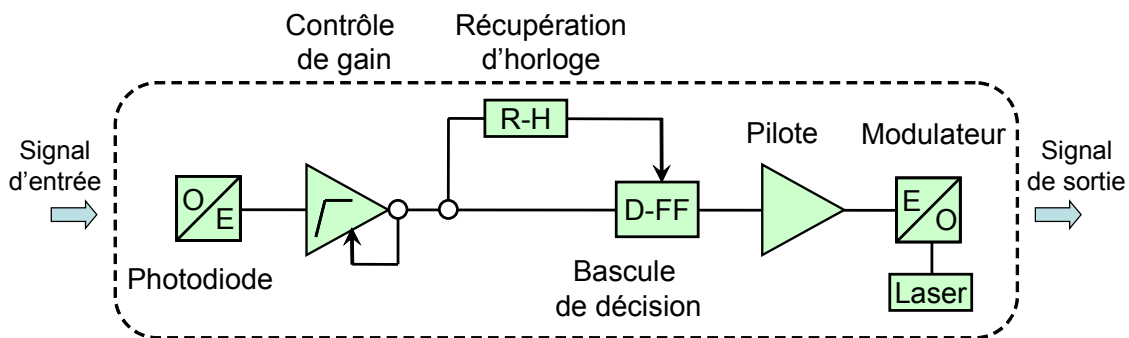 Contrôle
de gain
Récupération
d'horloge
R-H
Pilote
Modulateur
Signal
d'entrée
Signal
de sortie
O
E
D-FF
E
O
Photodiode
Bascule
de décision
Laser